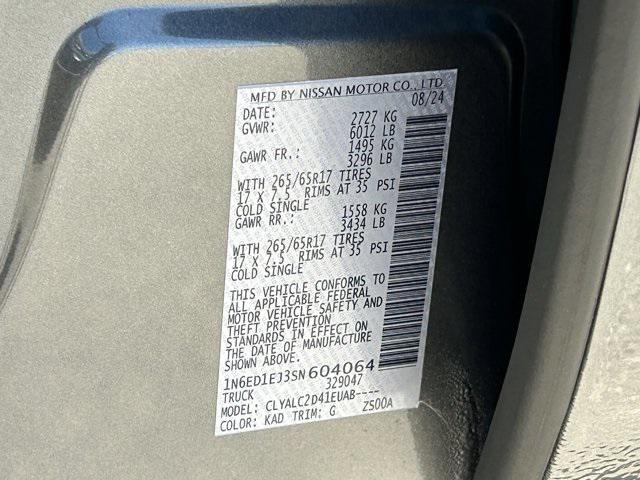 MFD BY NISSAN MOTOR CO., LTD.
DATE: 08/24
GVWR: 2727 KG
6012 LB
GAWR FR.: 1495 KG
3296 LB
WITH 265/65R17 TIRES
17 X 7.5 RIMS AT 35 PSI
COLD SINGLE
GAWR RR.: 1558 KG
3434 LB
WITH 265/65R17 TIRES
17 X 7.5 RIMS AT 35 PSI
COLD SINGLE
THIS VEHICLE CONFORMS TO
ALL APPLICABLE FEDERAL
MOTOR VEHICLE SAFETY AND
THEFT PREVENTION
STANDARDS IN EFFECT ON
THE DATE OF MANUFACTURE
SHOWN ABOVE.
1N6ED1EJ3SN604064
TRUCK 329047
MODEL: CLYALC2D41EUAB----
COLOR: KAD TRIM: G ZS00A